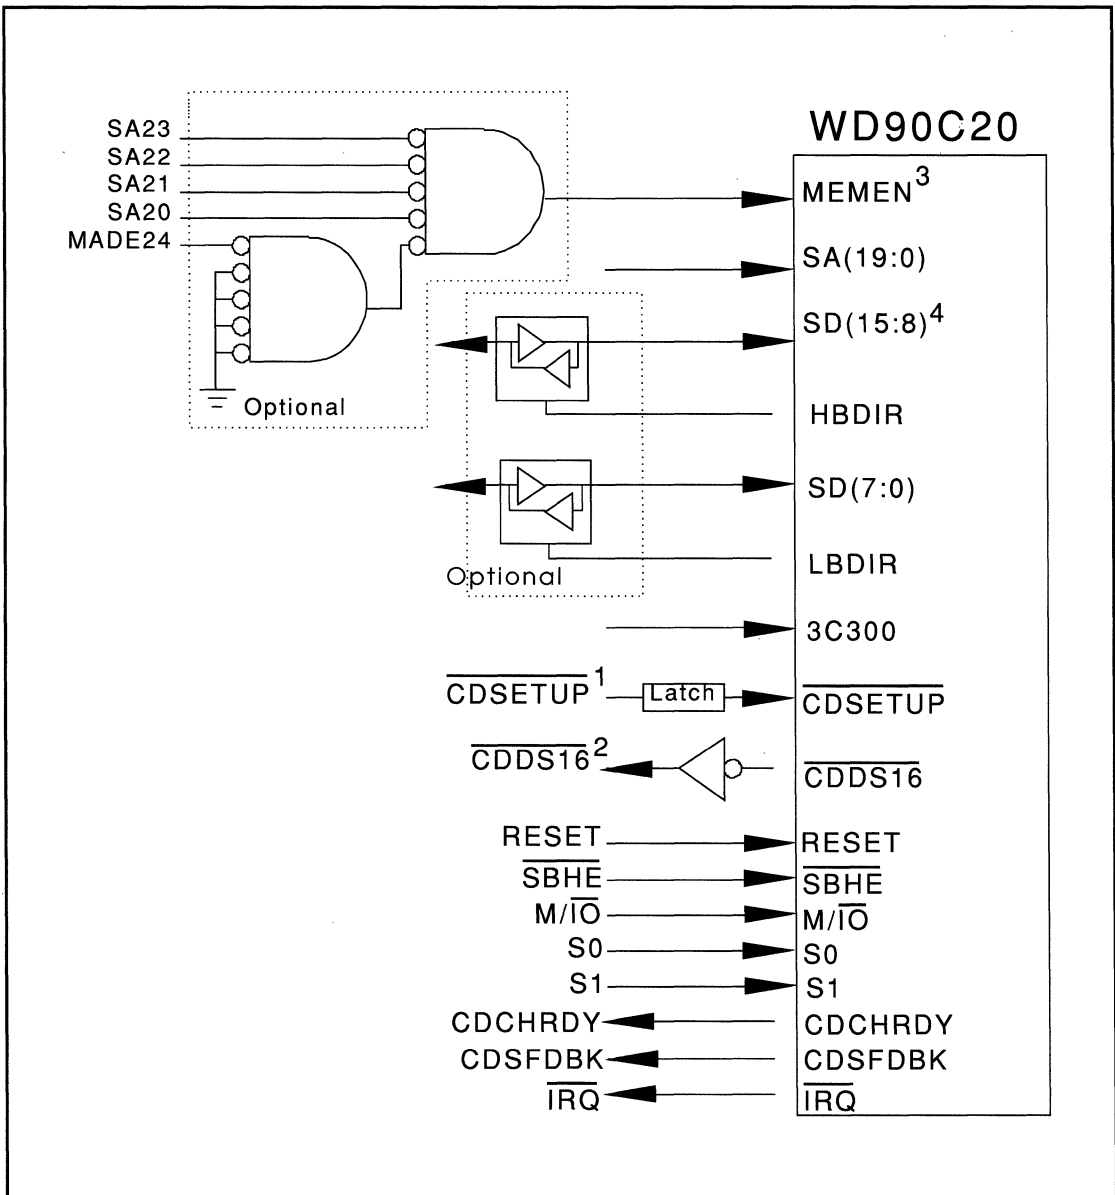 WD90C20
SA23
SA22
SA21
SA20
MADE24
MEMEN3
SA(19:0)
SD(15:8)4
Optional
HBDIR
SD(7:0)
LBDIR
Optional
3C300
CDSETUP1
Latch
CDSETUP
CDDS162
CDDS16
RESET
RESET
SBHE
SBHE
M/IO
M/IO
S0
S0
S1
S1
CDCHRDY
CDCHRDY
CDSFDBK
CDSFDBK
IRQ
IRQ